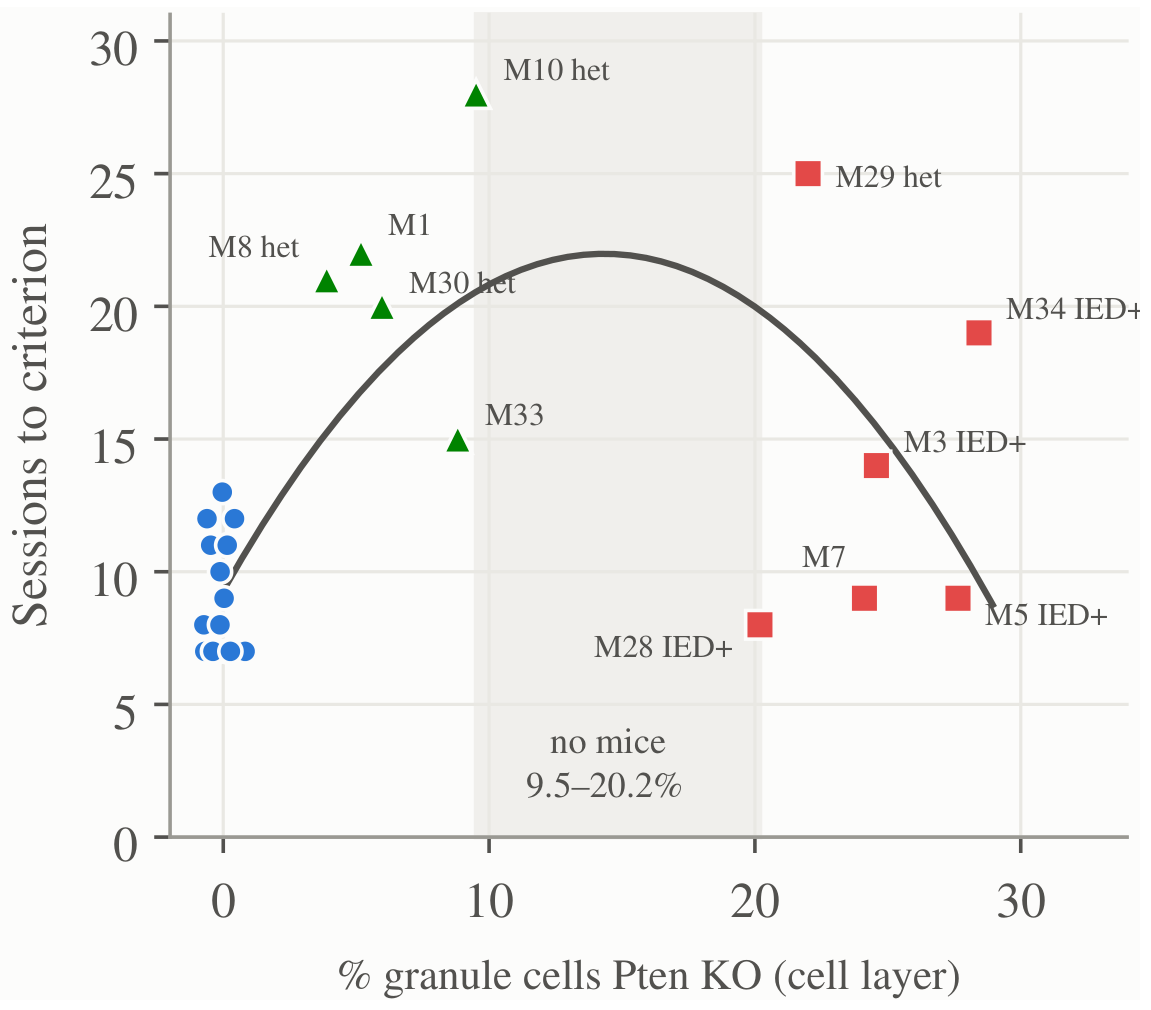 30
M10 het
25
M29 het
M1
M8 het
M30 het
20
M34 IED+
M33
15
M3 IED+
M7
10
M5 IED+
M28 IED+
5
no mice
9.5–20.2%
0
0
10
20
30
% granule cells Pten KO (cell layer)
Sessions to criterion